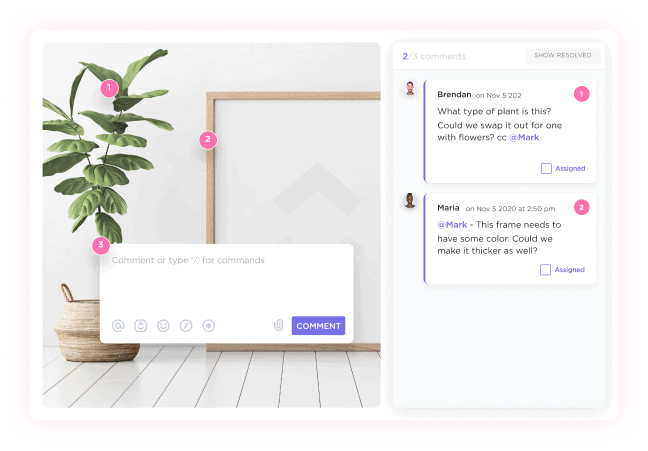 2/3 comments
SHOW RESOLVED
1
2
3
Comment or type '/' for commands
COMMENT
Brendan on Nov 5 202
1
What type of plant is this?
Could we swap it out for one
with flowers? cc @Mark
Assigned
Maria on Nov 5 2020 at 2:50 pm
2
@Mark - This frame needs to
have some color. Could we
make it thicker as well?
Assigned